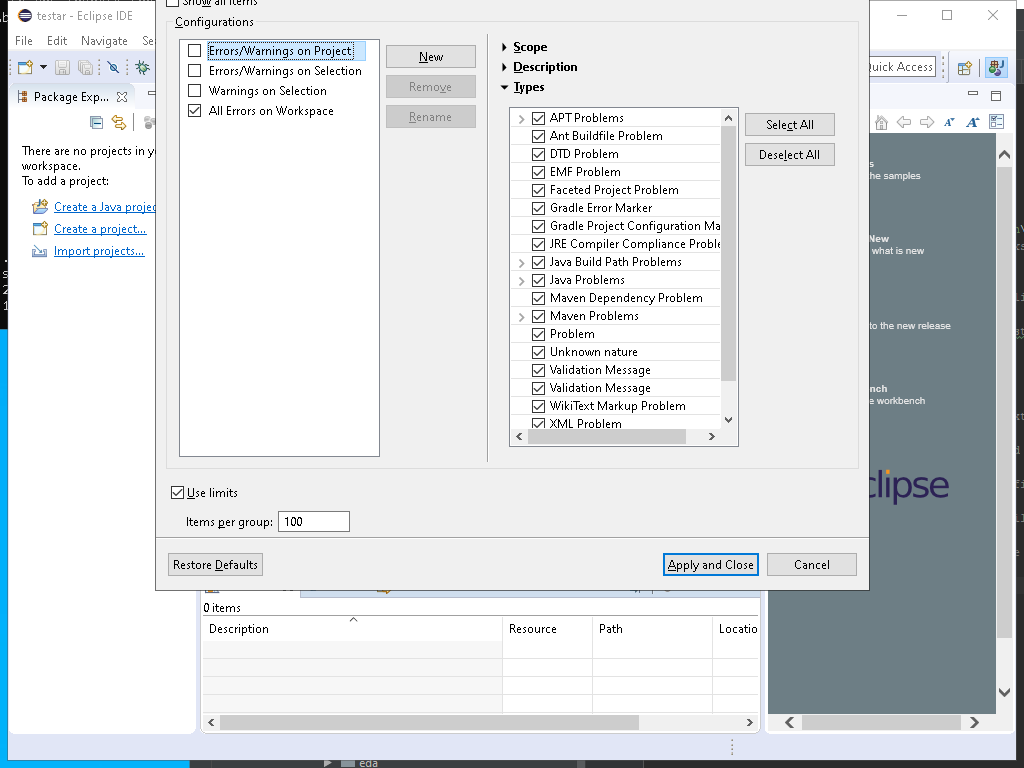 testar - Eclipse IDE
File Edit Navigate Se
Quick Access
Package Exp...
There are no projects in y
workspace.
To add a project:
Create a Java projec
Create a project...
Import projects...
Show all items
Configurations
Errors/Warnings on Project
Errors/Warnings on Selection
Warnings on Selection
All Errors on Workspace
New
Remove
Rename
Scope
Description
Types
APT Problems
Ant Buildfile Problem
DTD Problem
EMF Problem
Faceted Project Problem
Gradle Error Marker
Gradle Project Configuration Ma
JRE Compiler Compliance Proble
Java Build Path Problems
Java Problems
Maven Dependency Problem
Maven Problems
Problem
Unknown nature
Validation Message
Validation Message
WikiText Markup Problem
XML Problem
Select All
Deselect All
Use limits
Items per group: 100
Restore Defaults
Apply and Close
Cancel
s
he samples
New
what is new
to the new release
nch
e workbench
clipse
0 items
Description Resource Path Locatio
eda